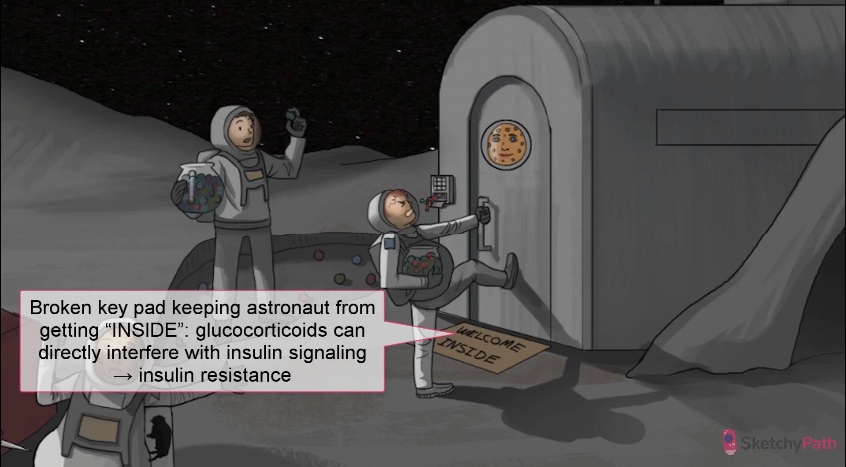 Broken key pad keeping astronaut from
getting “INSIDE”: glucocorticoids can
directly interfere with insulin signaling
→ insulin resistance
WELCOME
INSIDE
SketchyPath